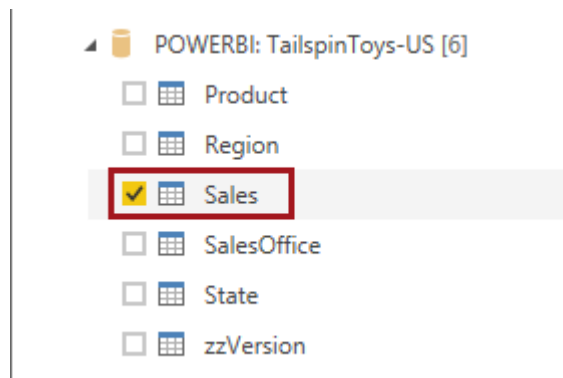 POWERBI: TailspinToys-US [6]
Product
Region
Sales
SalesOffice
State
zzVersion